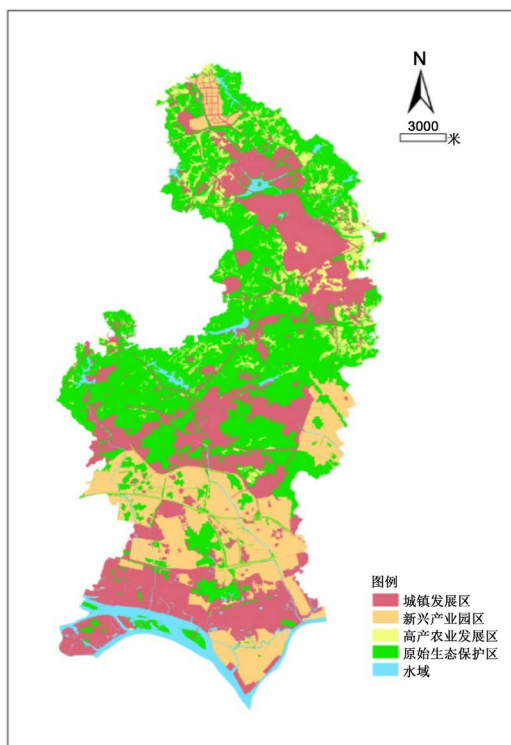 N
3000
米
图例
城镇发展区
新兴产业园区
高产农业发展区
原始生态保护区
水域